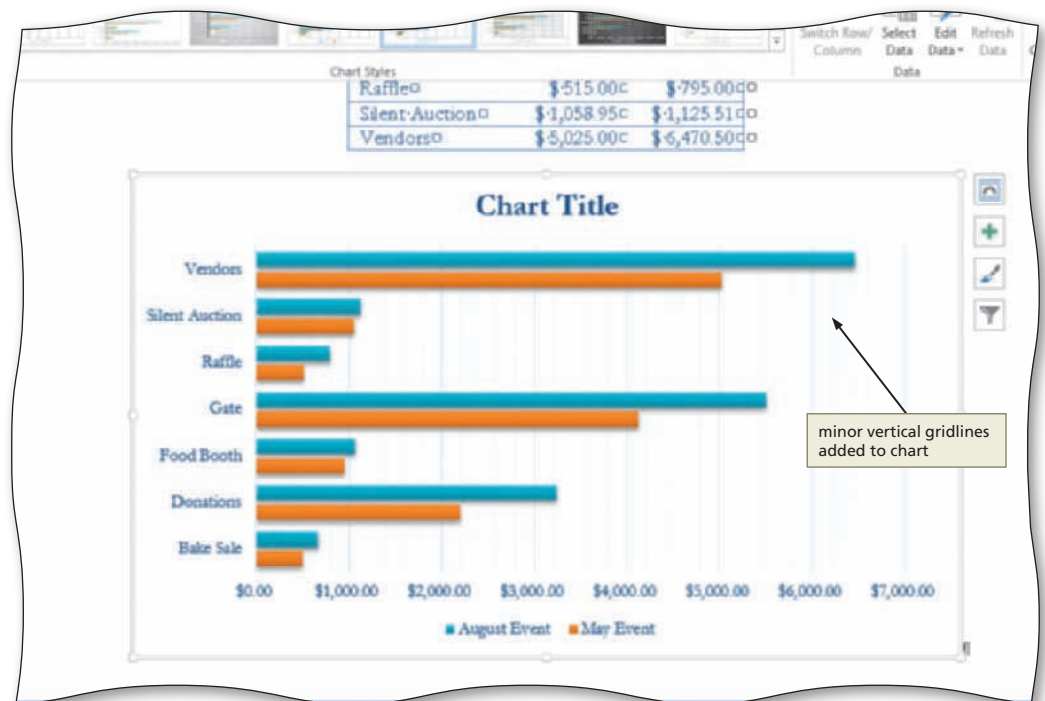 Switch Row/ Select Edit Refresh
Column Data Data Data
Chart Styles
Data
Raffle $515.00 $795.00
Silent·Auction $·1,058.95 $·1,125.51
Vendors $·5,025.00 $·6,470.50
Chart Title
Vendors
Silent Auction
Raffle
Gate
Food Booth
Donations
Bake Sale
$0.00 $1,000.00 $2,000.00 $3,000.00 $4,000.00 $5,000.00 $6,000.00 $7,000.00
August Event May Event
minor vertical gridlines
added to chart